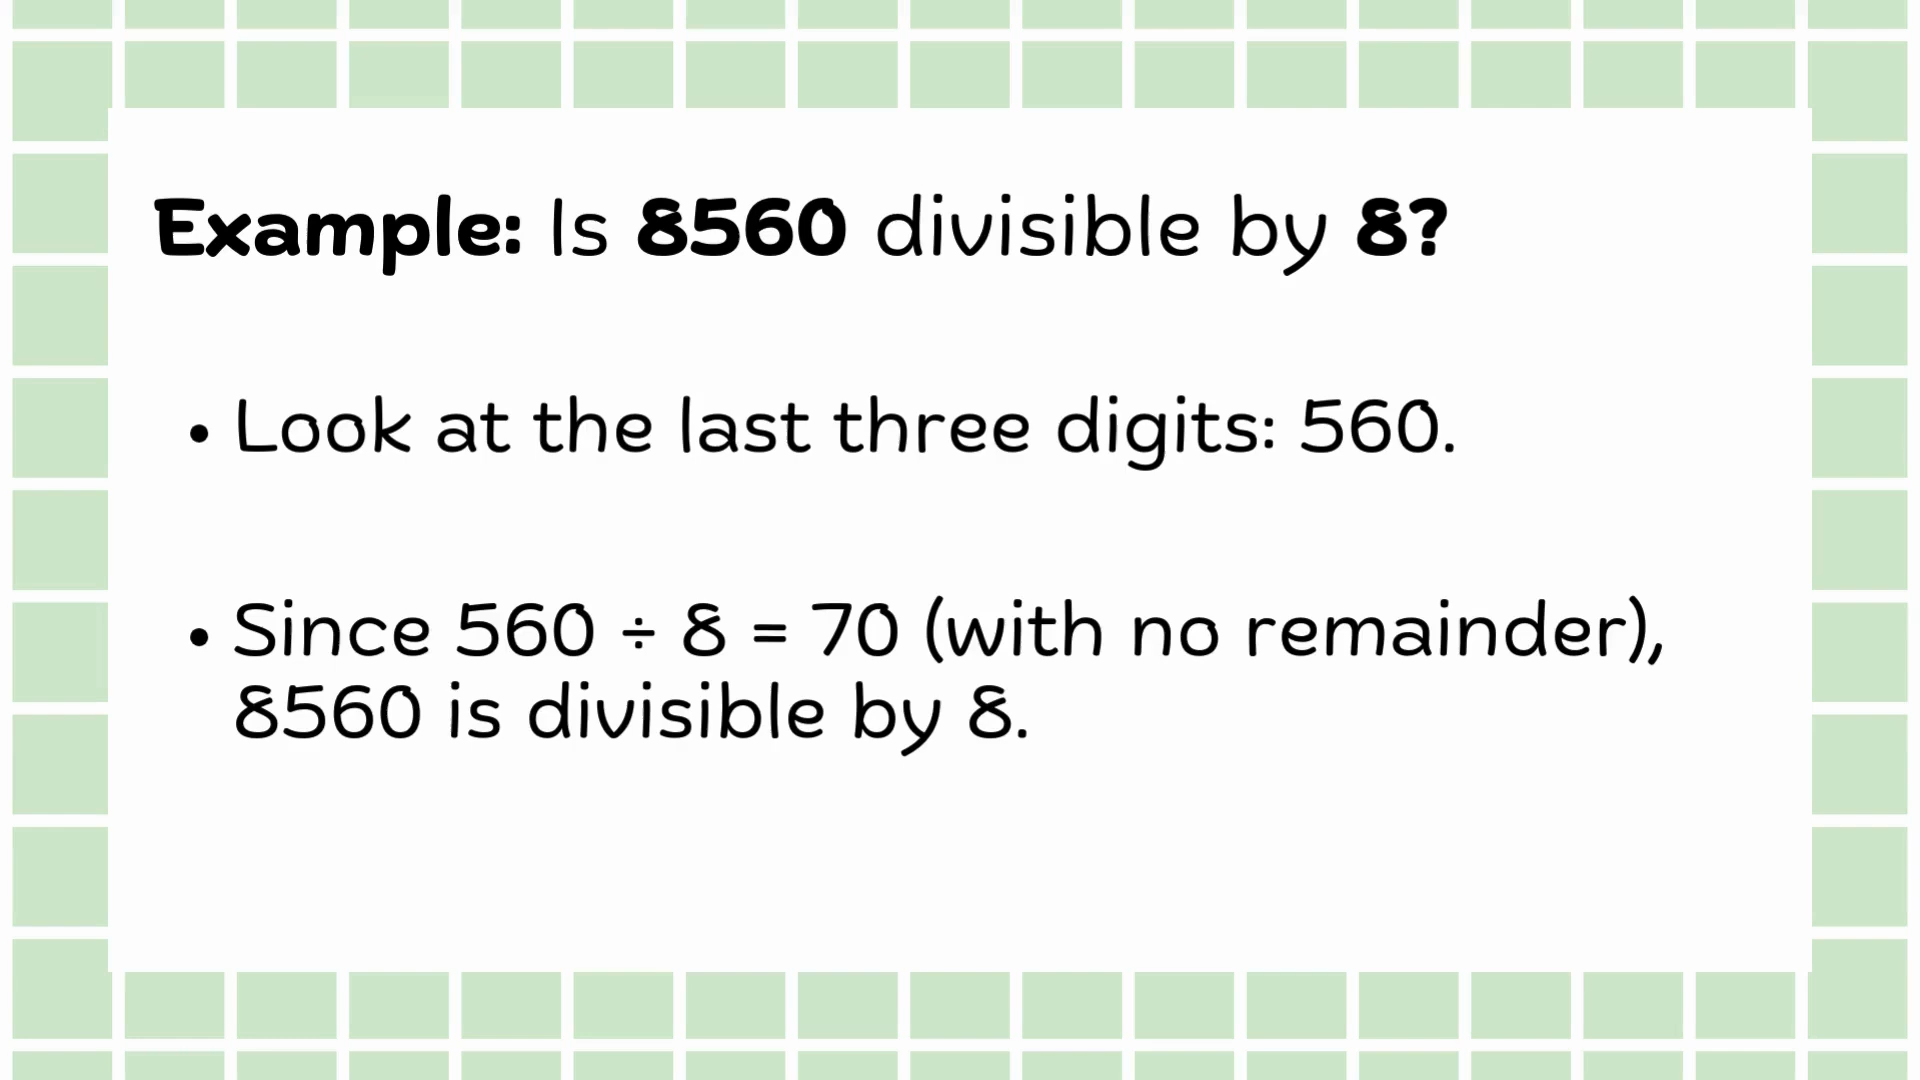 Example: Is 8560 divisible by 8?
• Look at the last three digits: 560.
• Since 560 ÷ 8 = 70 (with no remainder),
8560 is divisible by 8.